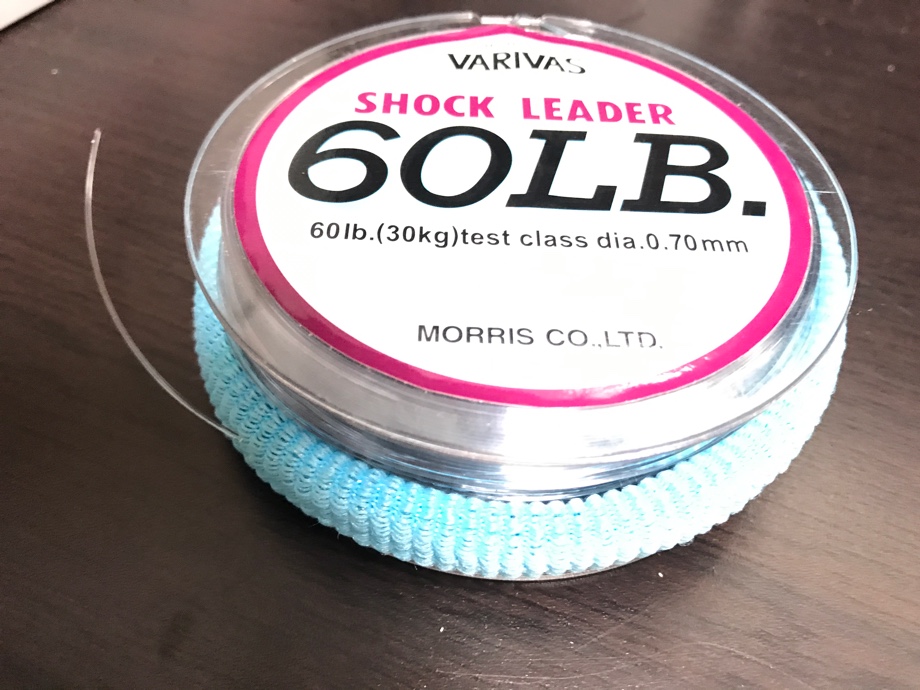 VARIVAS
SHOCK LEADER
60LB.
60lb.(30kg)test class dia.0.70mm
MORRIS CO.,LTD.